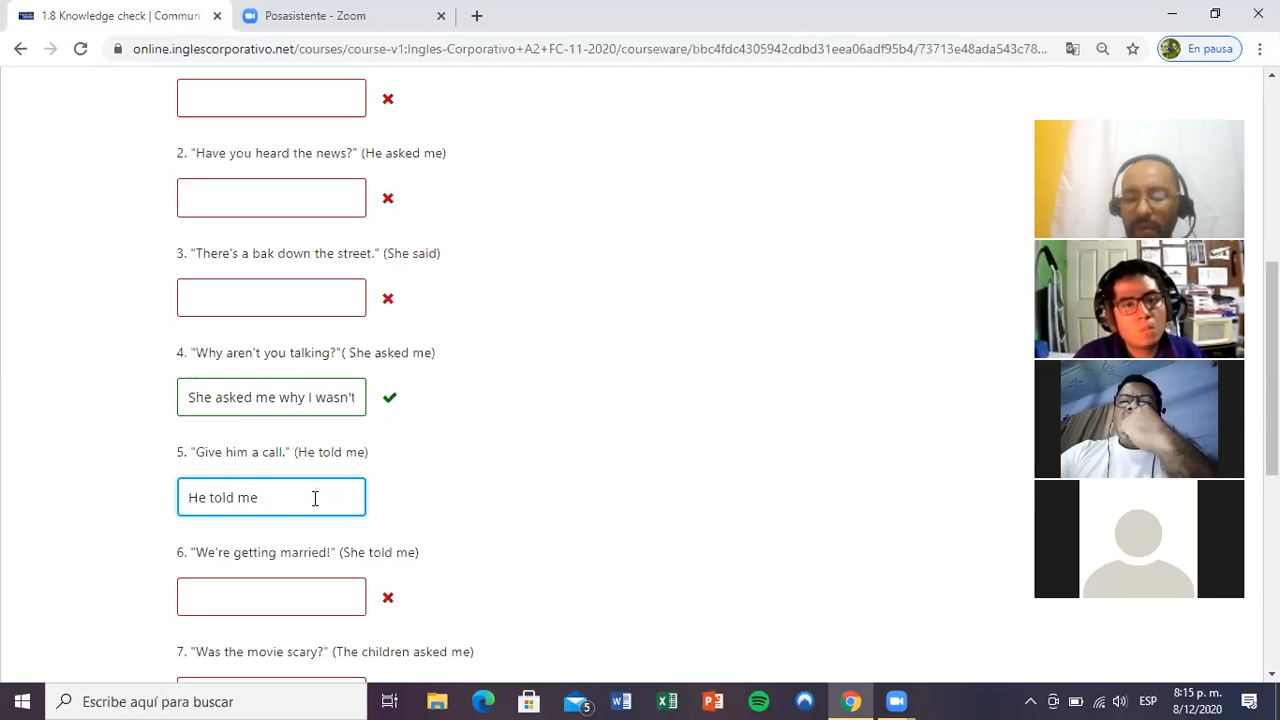 1.8 Knowledge check | Commun
Posasistente - Zoom
online.inglescorporativo.net/courses/course-v1:Ingles-Corporativo+A2+FC-11-2020/courseware/bbc4fdc4305942cdbd31eea06adf95b4/73713e48ada543c78...
En pausa
2. "Have you heard the news?" (He asked me)
3. "There's a bak down the street." (She said)
4. "Why aren't you talking?"( She asked me)
She asked me why I wasn't
5. "Give him a call." (He told me)
He told me
6. "We're getting married!" (She told me)
7. "Was the movie scary?" (The children asked me)
Escribe aquí para buscar
5
ESP
8:15 p. m.
8/12/2020